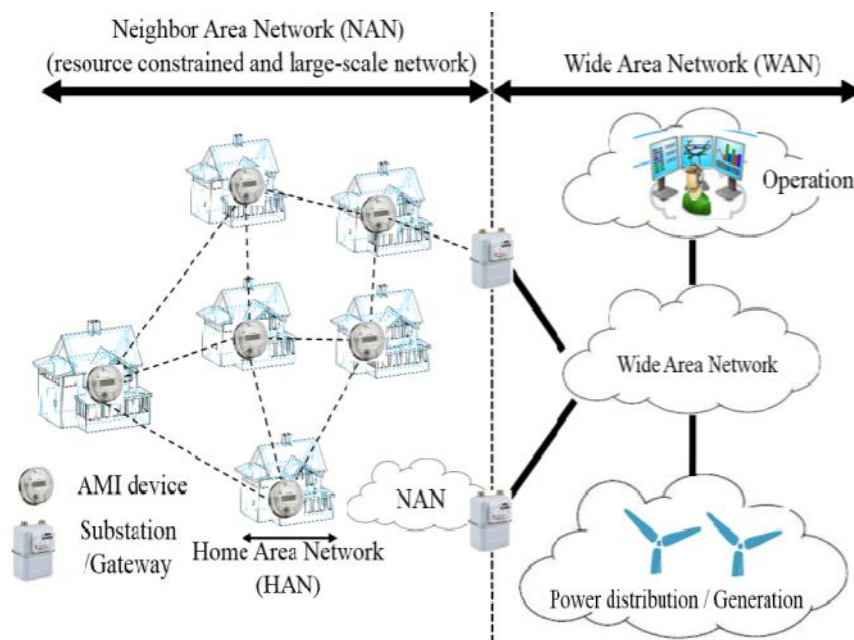 Neighbor Area Network (NAN)
(resource constrained and large-scale network)
Wide Area Network (WAN)
Operation
Wide Area Network
AMI device
Substation
/Gateway
NAN
Home Area Network
(HAN)
Power distribution / Generation